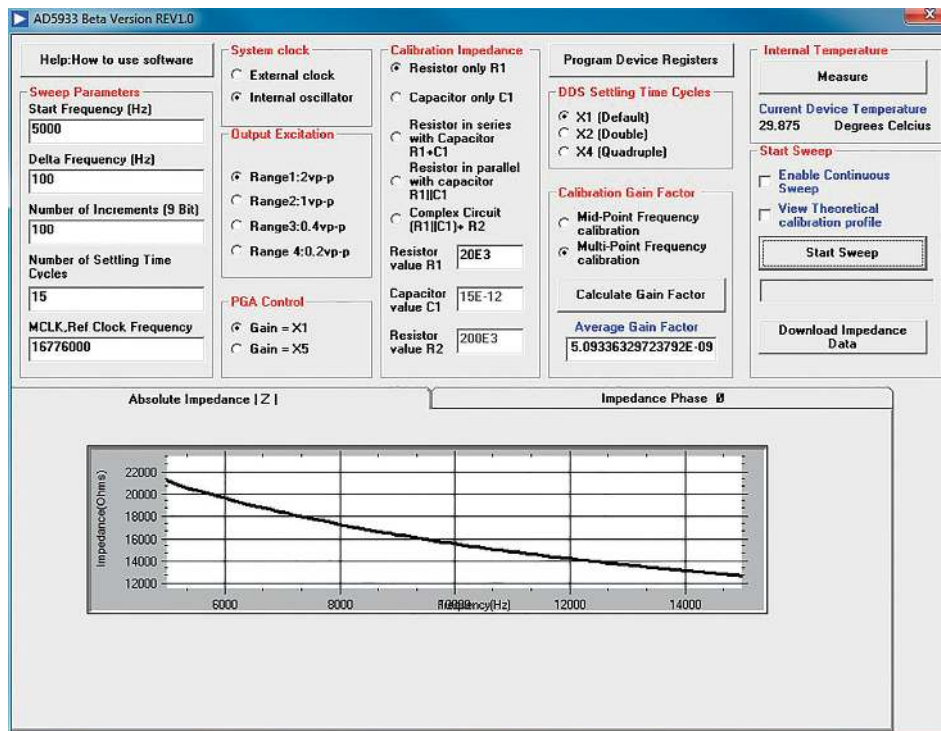 AD5933 Beta Version REV1.0
Help:How to use software
Sweep Parameters
Start Frequency (Hz)
5000
Delta Frequency (Hz)
100
Number of Increments (9 Bit)
100
Number of Settling Time
Cycles
15
MCLK,Ref Clock Frequency
16776000
System clock
External clock
Internal oscillator
Output Excitation
Range1:2vp-p
Range2:1vp-p
Range3:0.4vp-p
Range 4:0.2vp-p
PGA Control
Gain = X1
Gain = X5
Calibration Impedance
Resistor only R1
Capacitor only C1
Resistor in series
with Capacitor
R1+C1
Resistor in parallel
with capacitor
R1||C1
Complex Circuit
(R1||C1)+ R2
Resistor
value R1
20E3
Capacitor
value C1
15E-12
Resistor
value R2
200E3
Program Device Registers
DDS Settling Time Cycles
X1 (Default)
X2 (Double)
X4 (Quadruple)
Calibration Gain Factor
Mid-Point Frequency
calibration
Multi-Point Frequency
calibration
Calculate Gain Factor
Average Gain Factor
5.09336329723792E-09
Internal Temperature
Measure
Current Device Temperature
29.875 Degrees Celcius
Start Sweep
Enable Continuous
Sweep
View Theoretical
calibration profile
Start Sweep
Download Impedance
Data
Absolute Impedance |Z|
Impedance Phase Ø
Impedance(Ohms)
22000
20000
18000
16000
14000
12000
6000 8000 10000 12000 14000
Frequency(Hz)